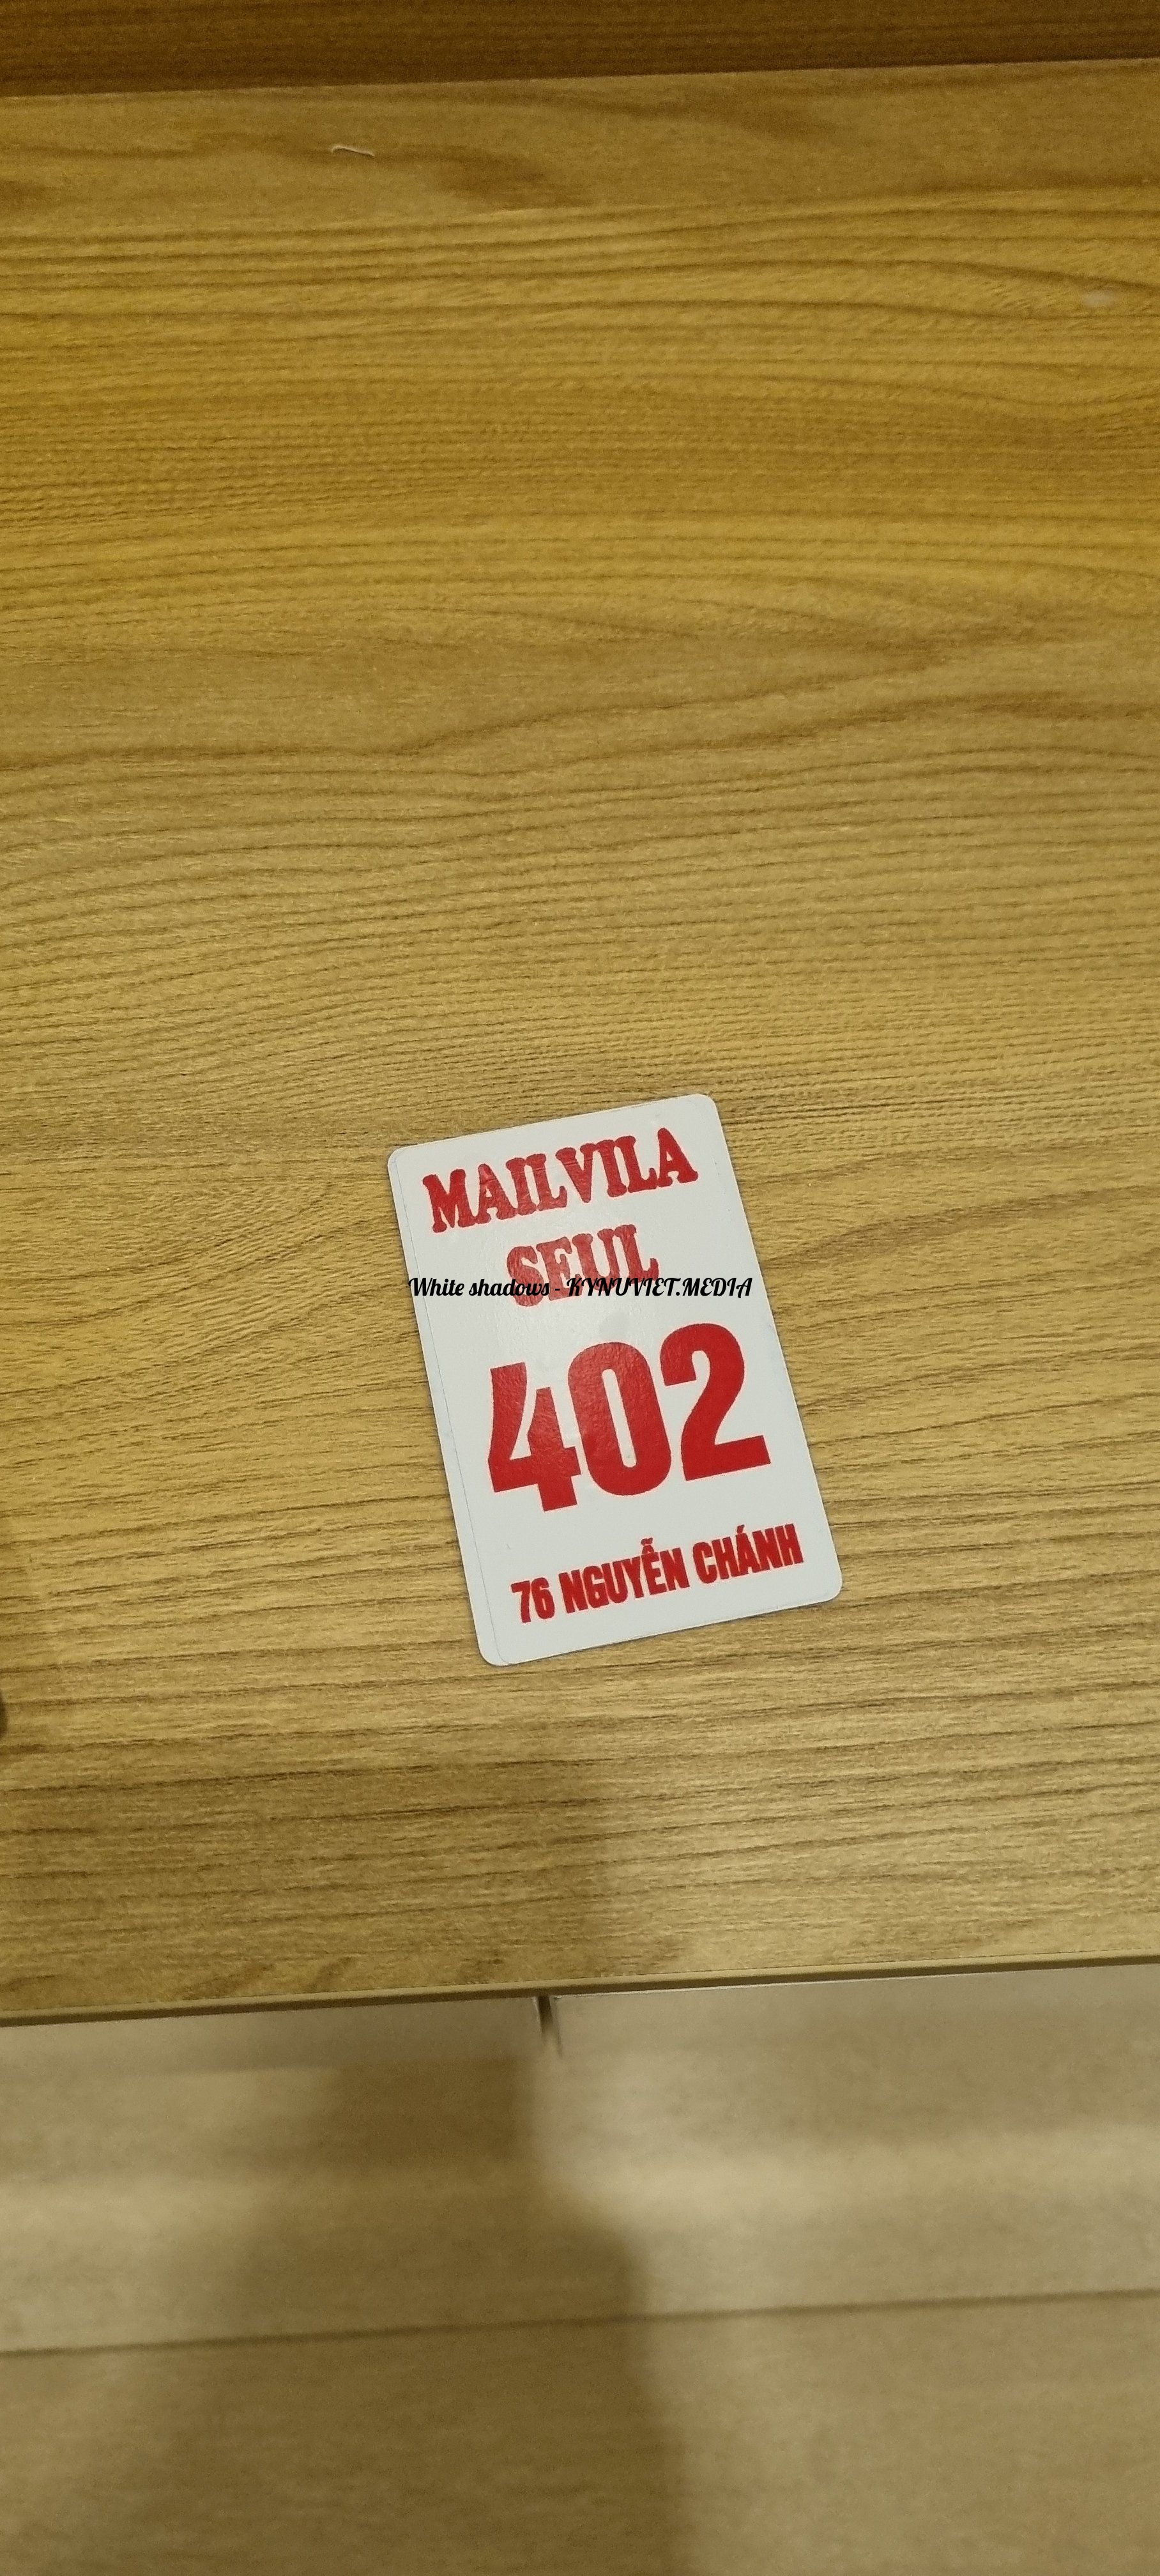 MAILVILA
SEUL
White shadows - KYNUVIET.MEDIA
402
76 NGUYỄN CHÁNH